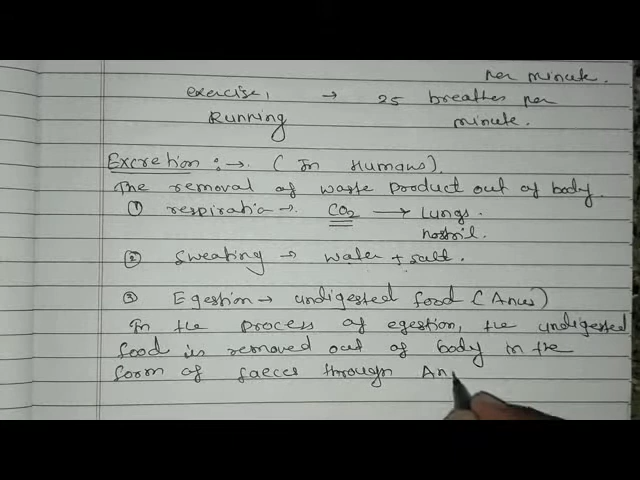 per minute.
exercise, → 25 breathes per
Running minute.
Excretion :→. (In Humans).
The removal of waste product out of body.
① respiratio →. CO2 → Lungs.
nostril.
② Sweating → water + salt.
③ Egestion → undigested food (Anus)
In the process of egestion, the undigested
food is removed out of body in the
form of faeces through An